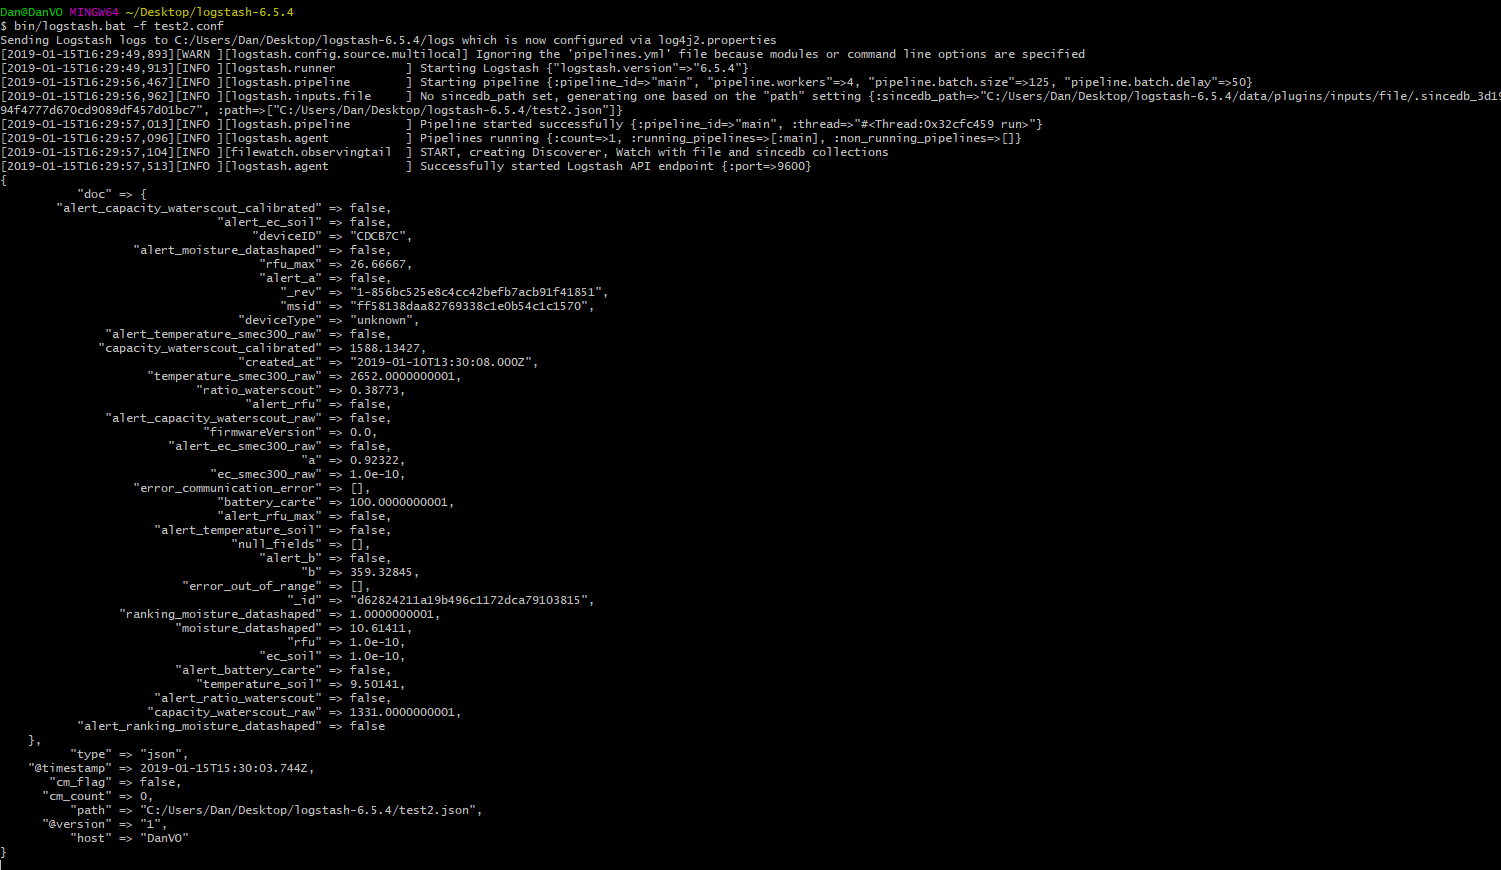 Dan@DanVO MINGW64 ~/Desktop/logstash-6.5.4
$ bin/logstash.bat -f test2.conf
Sending Logstash logs to C:/Users/Dan/Desktop/logstash-6.5.4/logs which is now configured via log4j2.properties
[2019-01-15T16:29:49,893][WARN ][logstash.config.source.multilocal] Ignoring the 'pipelines.yml' file because modules or command line options are specified
[2019-01-15T16:29:49,913][INFO ][logstash.runner          ] Starting Logstash {"logstash.version"=>"6.5.4"}
[2019-01-15T16:29:56,467][INFO ][logstash.pipeline        ] Starting pipeline {:pipeline_id=>"main", "pipeline.workers"=>4, "pipeline.batch.size"=>125, "pipeline.batch.delay"=>50}
[2019-01-15T16:29:56,962][INFO ][logstash.inputs.file     ] No sincedb_path set, generating one based on the "path" setting {:sincedb_path=>"C:/Users/Dan/Desktop/logstash-6.5.4/data/plugins/inputs/file/.sincedb_3d19
94f4777d670cd9089df457d01bc7", :path=>["C:/Users/Dan/Desktop/logstash-6.5.4/test2.json"]}
[2019-01-15T16:29:57,013][INFO ][logstash.pipeline        ] Pipeline started successfully {:pipeline_id=>"main", :thread=>"#<Thread:0x32cfc459 run>"}
[2019-01-15T16:29:57,096][INFO ][logstash.agent           ] Pipelines running {:count=>1, :running_pipelines=>[:main], :non_running_pipelines=>[]}
[2019-01-15T16:29:57,104][INFO ][filewatch.observingtail  ] START, creating Discoverer, Watch with file and sincedb collections
[2019-01-15T16:29:57,513][INFO ][logstash.agent           ] Successfully started Logstash API endpoint {:port=>9600}
{
"doc" => {
"alert_capacity_waterscout_calibrated" => false,
"alert_ec_soil" => false,
"deviceID" => "CDCB7C",
"alert_moisture_datashaped" => false,
"rfu_max" => 26.66667,
"alert_a" => false,
"_rev" => "1-856bc525e8c4cc42befb7acb91f41851",
"msid" => "ff58138daa82769338c1e0b54c1c1570",
"deviceType" => "unknown",
"alert_temperature_smec300_raw" => false,
"capacity_waterscout_calibrated" => 1588.13427,
"created_at" => "2019-01-10T13:30:08.000Z",
"temperature_smec300_raw" => 2652.0000000001,
"ratio_waterscout" => 0.38773,
"alert_rfu" => false,
"alert_capacity_waterscout_raw" => false,
"firmwareVersion" => 0.0,
"alert_ec_smec300_raw" => false,
"a" => 0.92322,
"ec_smec300_raw" => 1.0e-10,
"error_communication_error" => [],
"battery_carte" => 100.0000000001,
"alert_rfu_max" => false,
"alert_temperature_soil" => false,
"null_fields" => [],
"alert_b" => false,
"b" => 359.32845,
"error_out_of_range" => [],
"_id" => "d62824211a19b496c1172dca79103815",
"ranking_moisture_datashaped" => 1.0000000001,
"moisture_datashaped" => 10.61411,
"rfu" => 1.0e-10,
"ec_soil" => 1.0e-10,
"alert_battery_carte" => false,
"temperature_soil" => 9.50141,
"alert_ratio_waterscout" => false,
"capacity_waterscout_raw" => 1331.0000000001,
"alert_ranking_moisture_datashaped" => false
},
"type" => "json",
"@timestamp" => 2019-01-15T15:30:03.744Z,
"cm_flag" => false,
"cm_count" => 0,
"path" => "C:/Users/Dan/Desktop/logstash-6.5.4/test2.json",
"@version" => "1",
"host" => "DanVO"
}